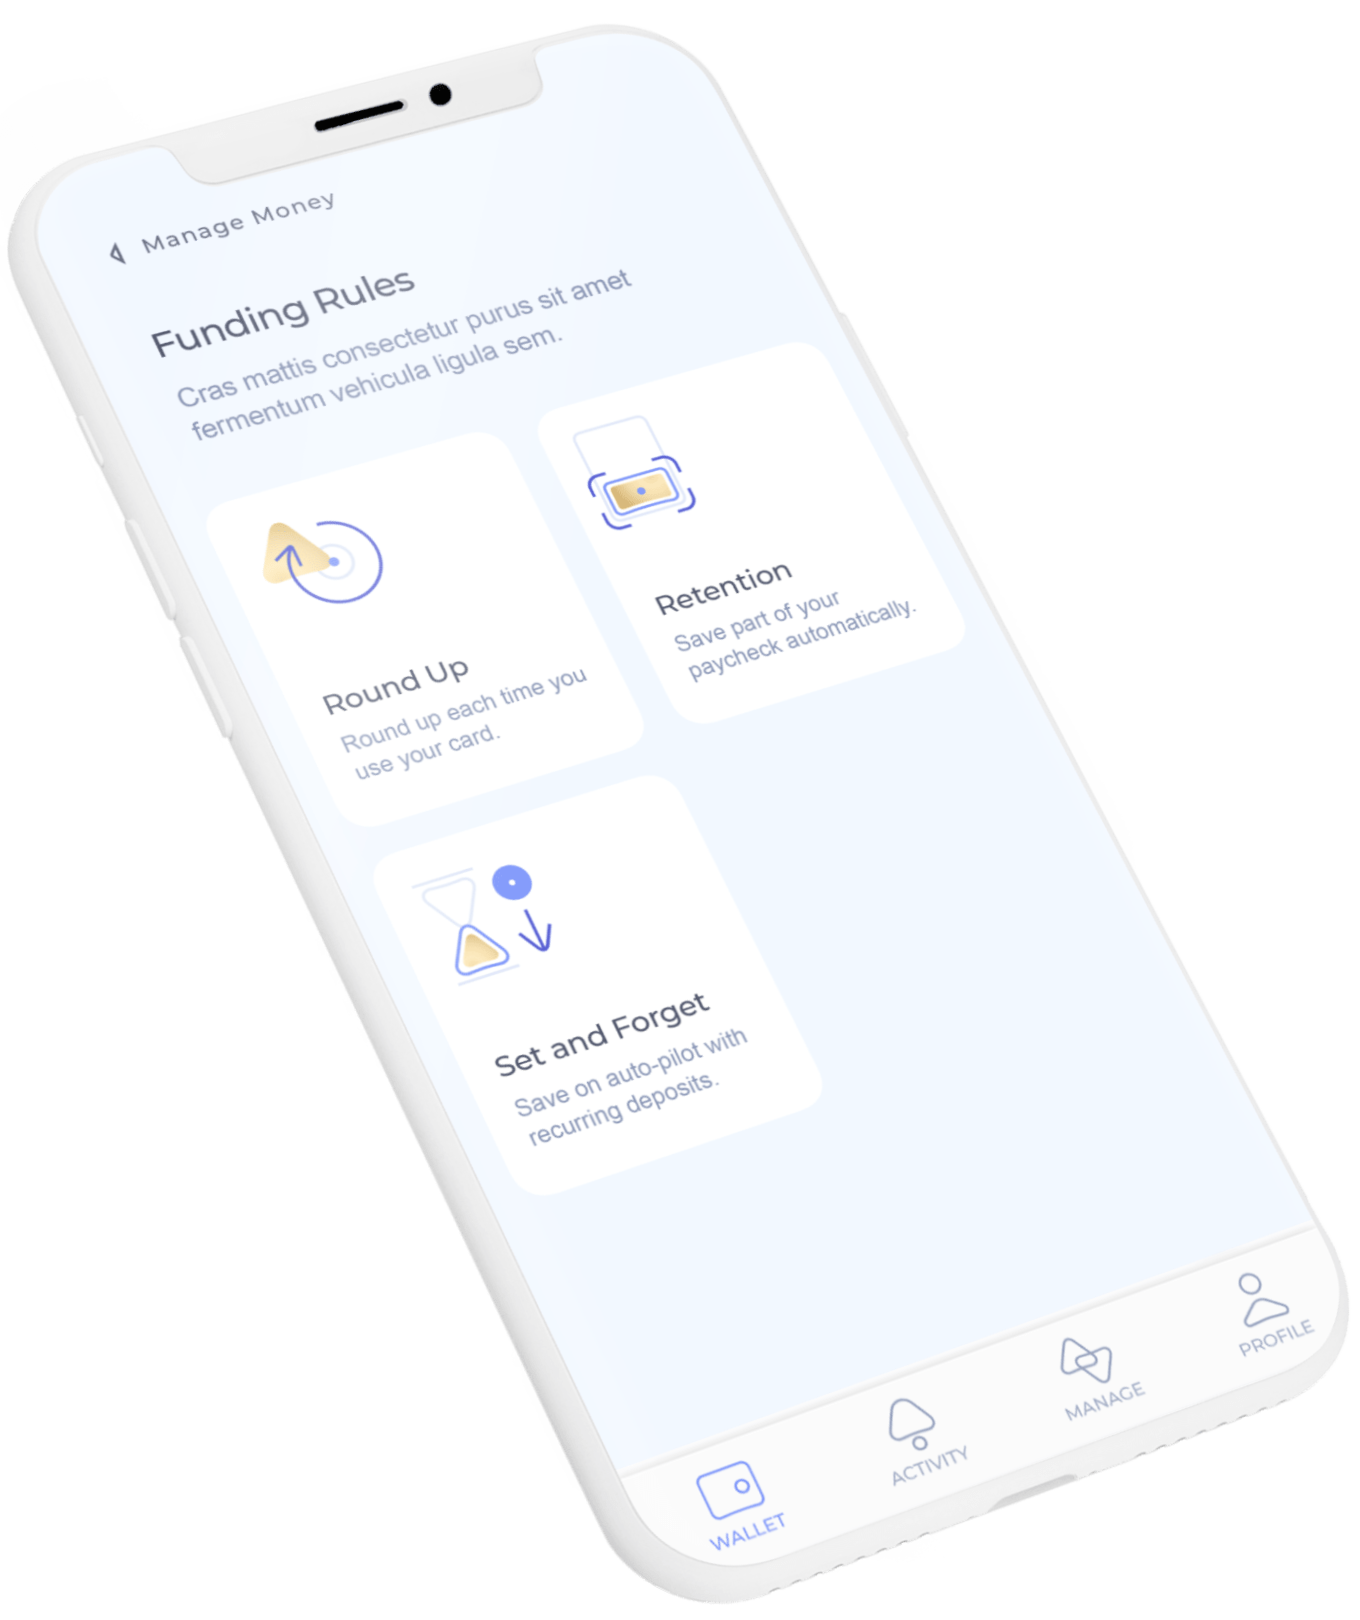 Manage Money
Funding Rules
Cras mattis consectetur purus sit amet
fermentum vehicula ligula sem.
Round Up
Round up each time you
use your card.
Retention
Save part of your
paycheck automatically.
Set and Forget
Save on auto-pilot with
recurring deposits.
WALLET
ACTIVITY
MANAGE
PROFILE